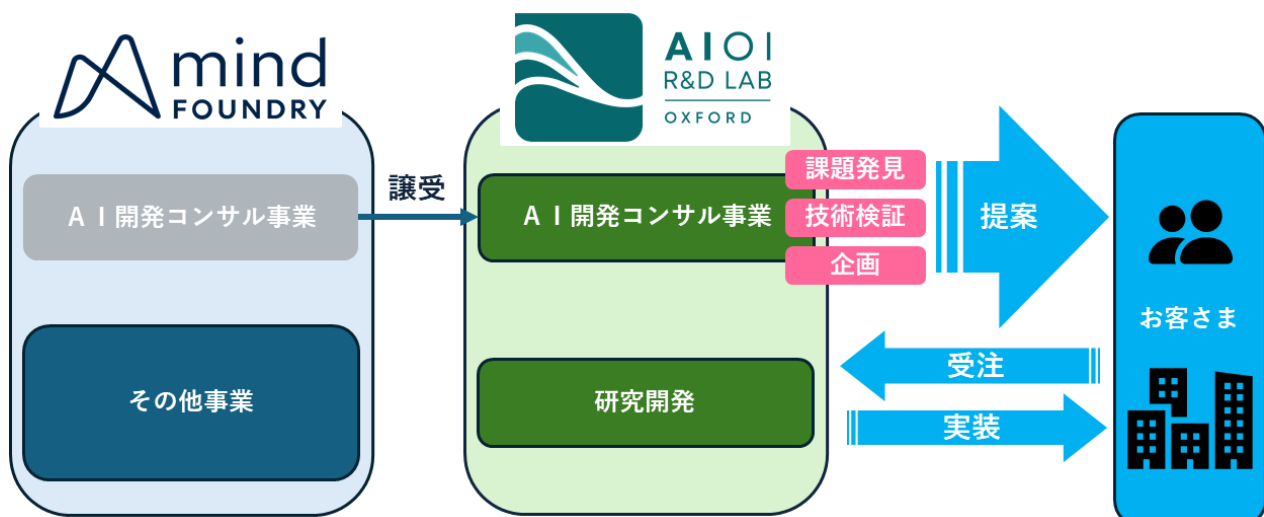 mind
FOUNDRY
AIOI
R&D LAB
OXFORD
AI開発コンサル事業
譲受
AI開発コンサル事業
課題発見
技術検証
企画
提案
お客さま
その他事業
研究開発
受注
実装